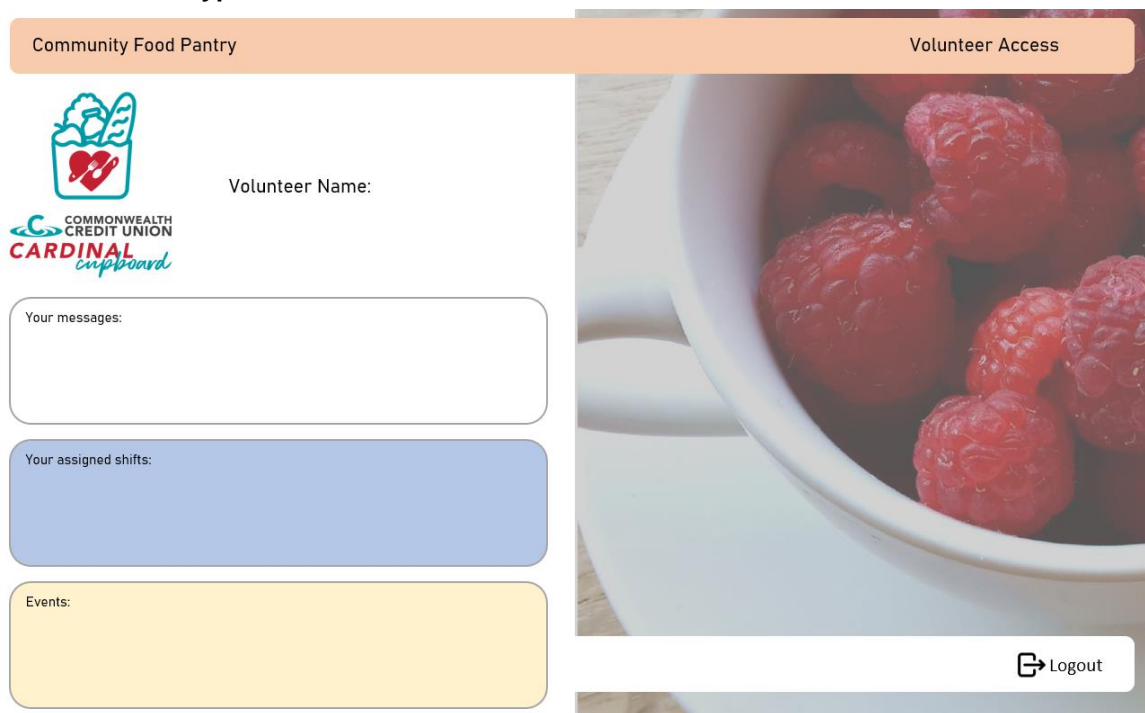 Community Food Pantry
Volunteer Access
Volunteer Name:
COMMONWEALTH
CREDIT UNION
CARDINAL
cupboard
Your messages:
Your assigned shifts:
Events:
Logout